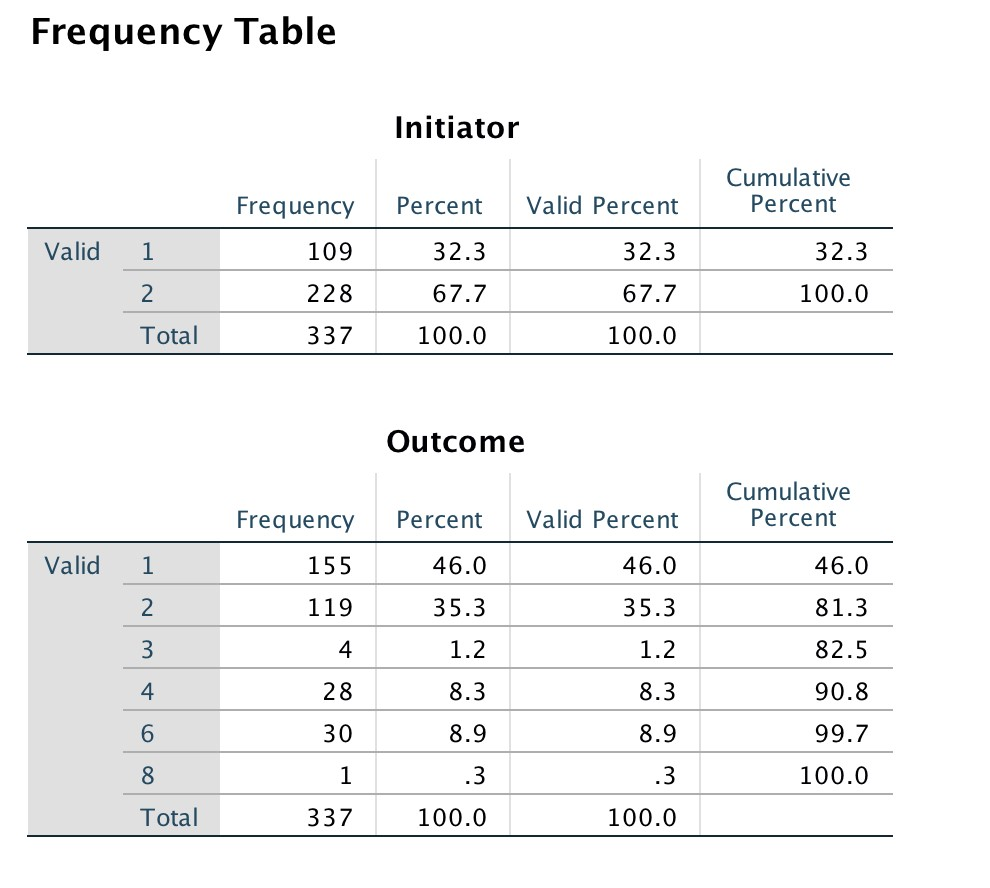 Frequency Table
Initiator
Frequency Percent Valid Percent Cumulative Percent
Valid 1 109 32.3 32.3 32.3
2 228 67.7 67.7 100.0
Total 337 100.0 100.0
Outcome
Frequency Percent Valid Percent Cumulative Percent
Valid 1 155 46.0 46.0 46.0
2 119 35.3 35.3 81.3
3 4 1.2 1.2 82.5
4 28 8.3 8.3 90.8
6 30 8.9 8.9 99.7
8 1 .3 .3 100.0
Total 337 100.0 100.0